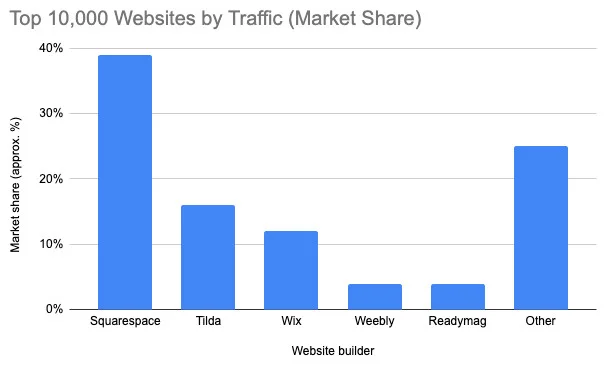 Top 10,000 Websites by Traffic (Market Share)
40%
30%
20%
10%
0%
Market share (approx. %)
Squarespace Tilda Wix Weebly Readymag Other
Website builder